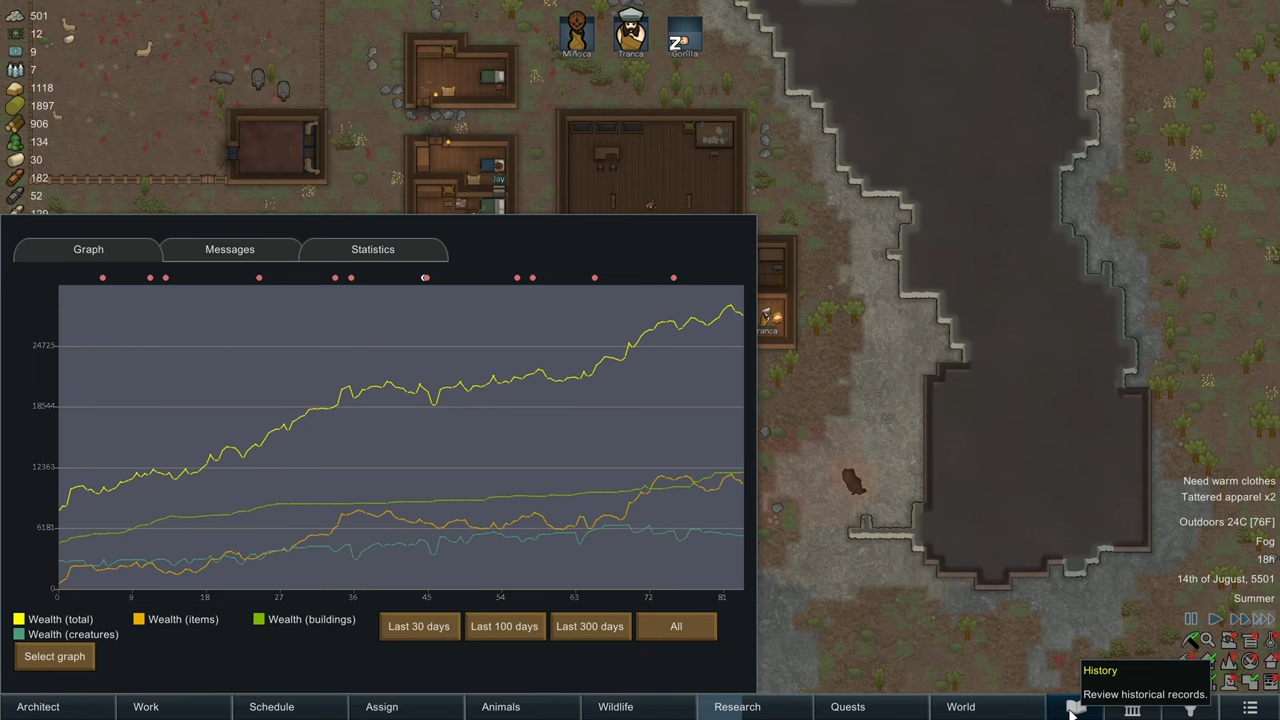 501
12
9
7
1118
1897
906
134
30
182
52
Miñoca
Tranca
Gorilla
Z
Jay
ranca
Graph
Messages
Statistics
24725
18544
12363
6181
0
0
9
18
27
36
45
54
63
72
81
Wealth (total)
Wealth (items)
Wealth (buildings)
Wealth (creatures)
Last 30 days
Last 100 days
Last 300 days
All
Select graph
Need warm clothes
Tattered apparel x2
Outdoors 24C [76F]
Fog
18h
14th of Jugust, 5501
Summer
History
Review historical records.
Architect
Work
Schedule
Assign
Animals
Wildlife
Research
Quests
World